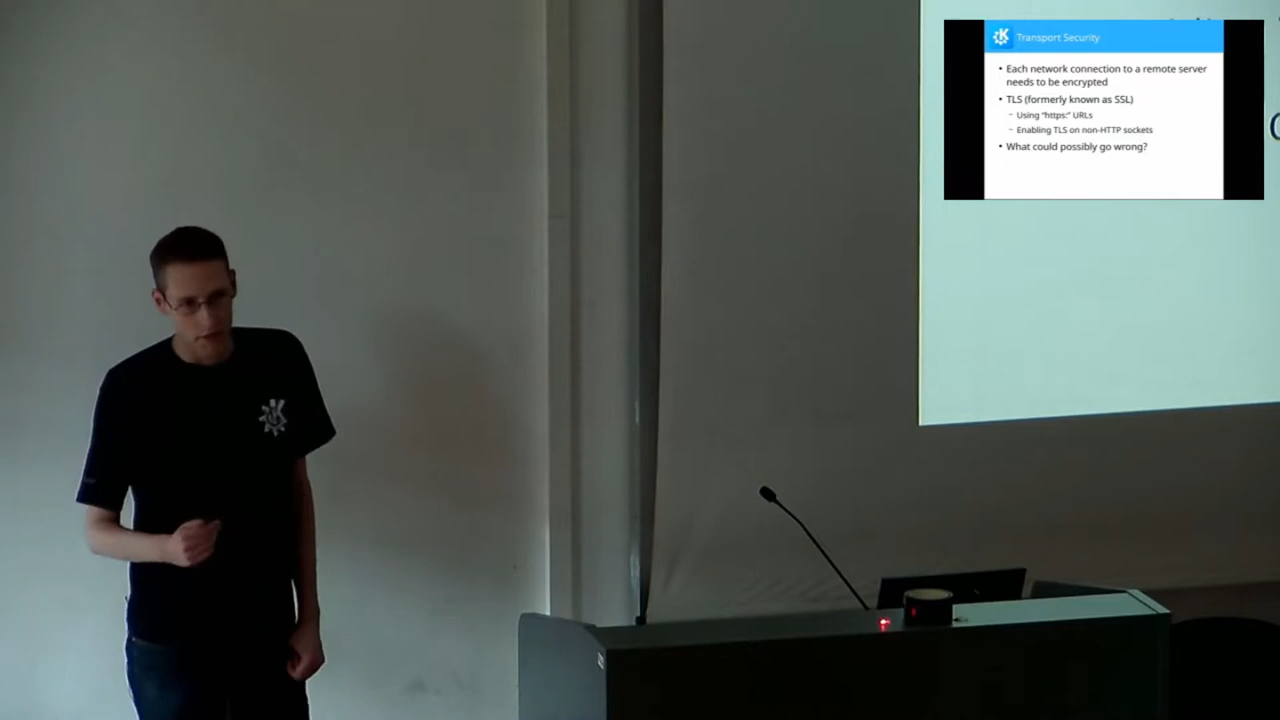 Transport Security
• Each network connection to a remote server
needs to be encrypted
• TLS (formerly known as SSL)
– Using "https:" URLs
– Enabling TLS on non-HTTP sockets
• What could possibly go wrong?